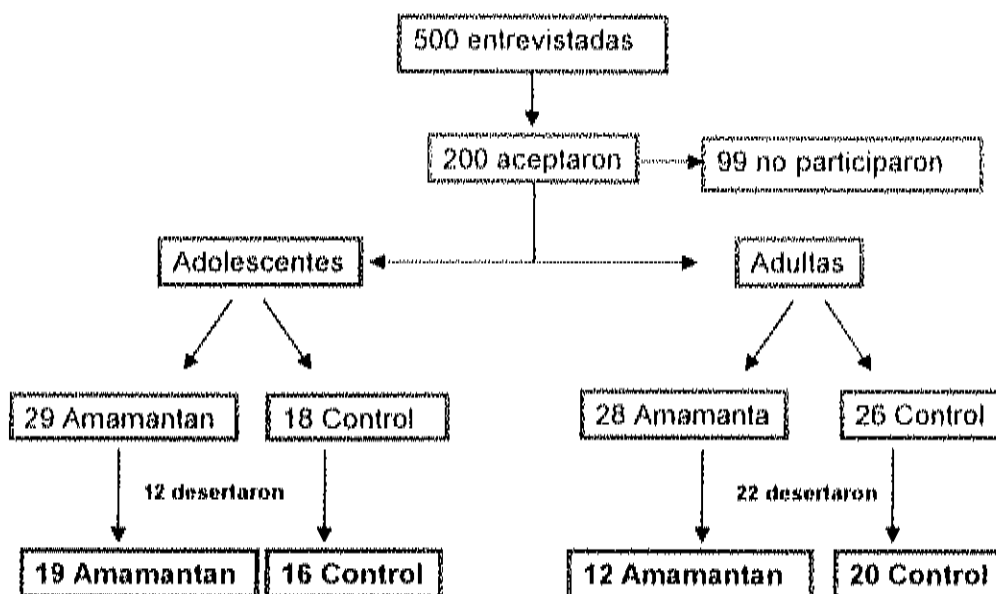 500 entrevistadas
200 aceptaron
99 no participaron
Adolescentes
Adultas
29 Amamantan
18 Control
28 Amamanta
26 Control
12 desertaron
22 desertaron
19 Amamantan
16 Control
12 Amamantan
20 Control